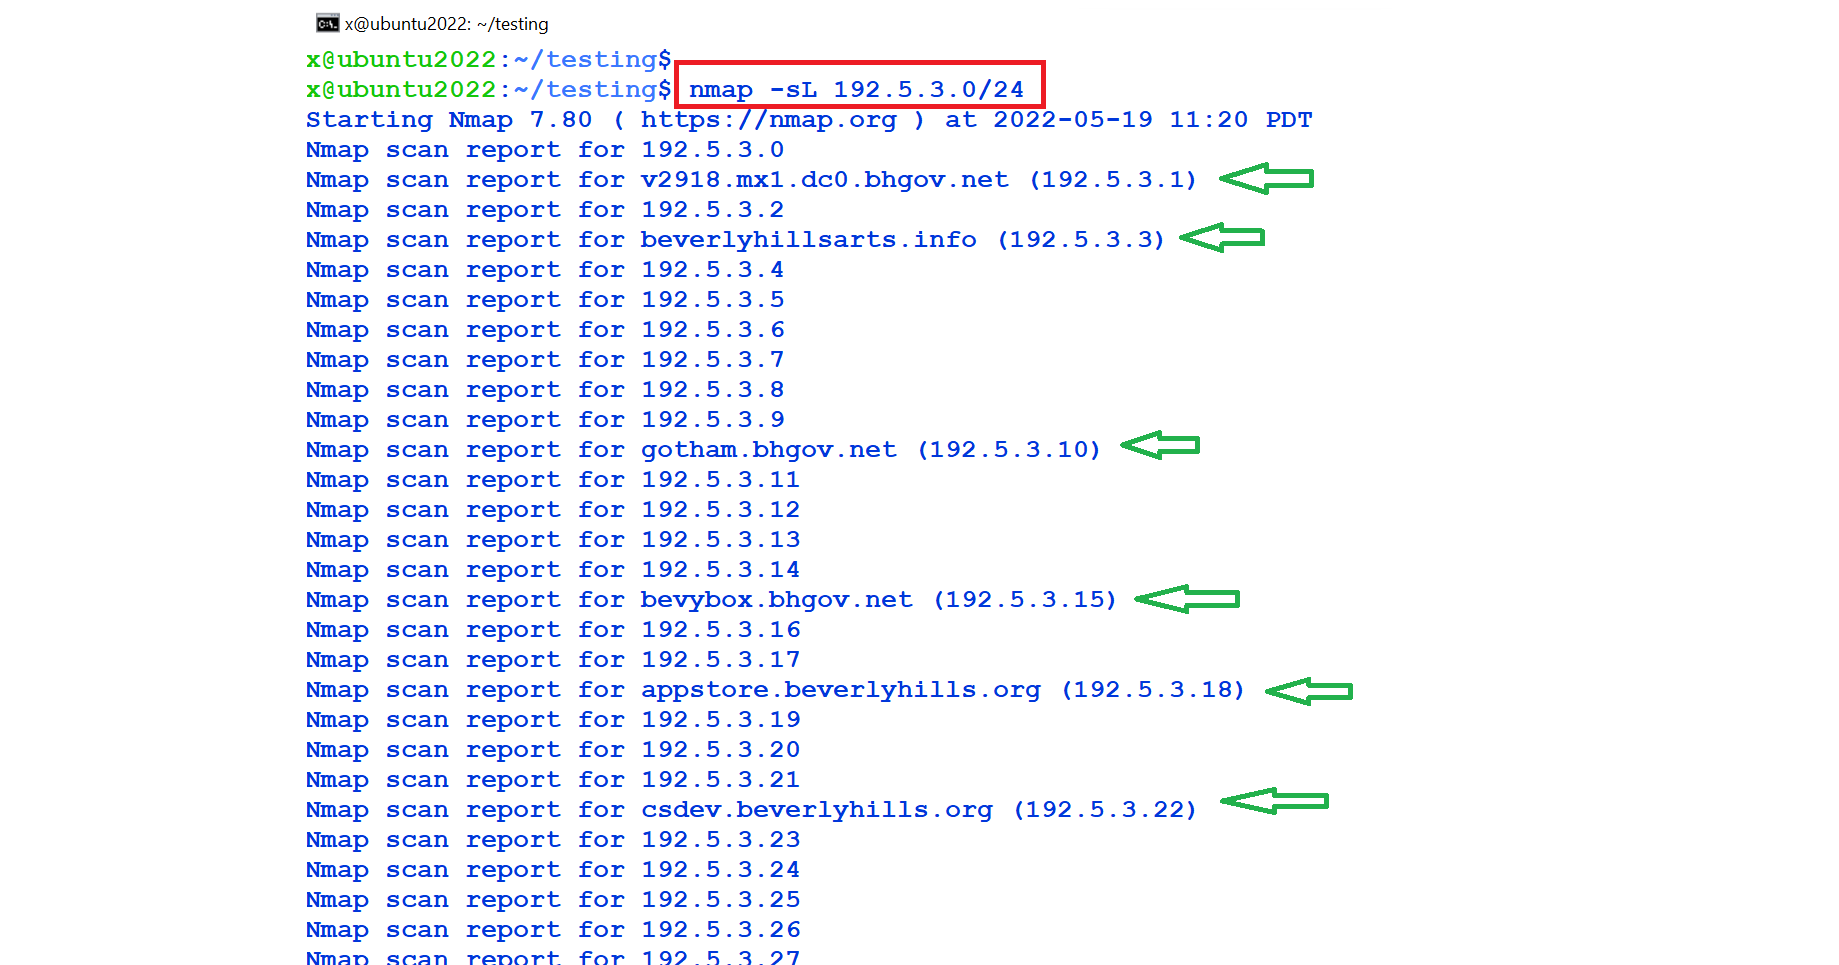 x@ubuntu2022: ~/testing
x@ubuntu2022:~/testing$
x@ubuntu2022:~/testing$ nmap -sL 192.5.3.0/24
Starting Nmap 7.80 ( https://nmap.org ) at 2022-05-19 11:20 PDT
Nmap scan report for 192.5.3.0
Nmap scan report for v2918.mx1.dc0.bhgov.net (192.5.3.1)
Nmap scan report for 192.5.3.2
Nmap scan report for beverlyhillsarts.info (192.5.3.3)
Nmap scan report for 192.5.3.4
Nmap scan report for 192.5.3.5
Nmap scan report for 192.5.3.6
Nmap scan report for 192.5.3.7
Nmap scan report for 192.5.3.8
Nmap scan report for 192.5.3.9
Nmap scan report for gotham.bhgov.net (192.5.3.10)
Nmap scan report for 192.5.3.11
Nmap scan report for 192.5.3.12
Nmap scan report for 192.5.3.13
Nmap scan report for 192.5.3.14
Nmap scan report for bevybox.bhgov.net (192.5.3.15)
Nmap scan report for 192.5.3.16
Nmap scan report for 192.5.3.17
Nmap scan report for appstore.beverlyhills.org (192.5.3.18)
Nmap scan report for 192.5.3.19
Nmap scan report for 192.5.3.20
Nmap scan report for 192.5.3.21
Nmap scan report for csdev.beverlyhills.org (192.5.3.22)
Nmap scan report for 192.5.3.23
Nmap scan report for 192.5.3.24
Nmap scan report for 192.5.3.25
Nmap scan report for 192.5.3.26
Nmap scan report for 192.5.3.27